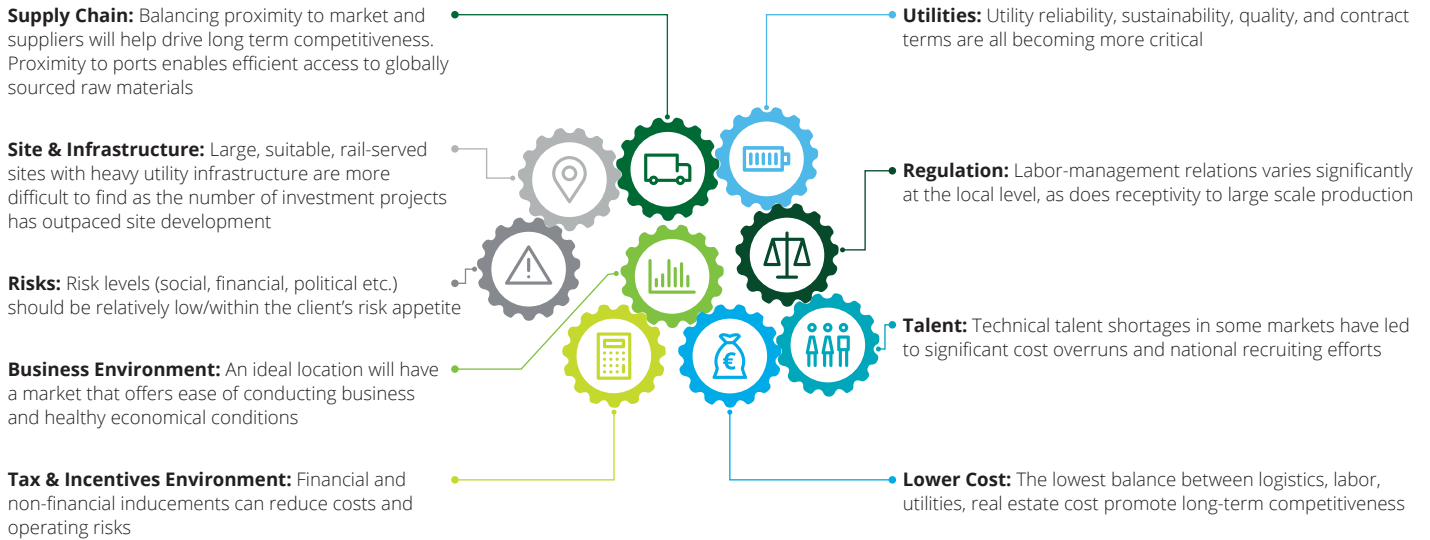 Supply Chain: Balancing proximity to market and
suppliers will help drive long term competitiveness.
Proximity to ports enables efficient access to globally
sourced raw materials
Site & Infrastructure: Large, suitable, rail-served
sites with heavy utility infrastructure are more
difficult to find as the number of investment projects
has outpaced site development
Risks: Risk levels (social, financial, political etc.)
should be relatively low/within the client’s risk appetite
Business Environment: An ideal location will have
a market that offers ease of conducting business
and healthy economical conditions
Tax & Incentives Environment: Financial and
non-financial inducements can reduce costs and
operating risks
€
Utilities: Utility reliability, sustainability, quality, and contract
terms are all becoming more critical
Regulation: Labor-management relations varies significantly
at the local level, as does receptivity to large scale production
Talent: Technical talent shortages in some markets have led
to significant cost overruns and national recruiting efforts
Lower Cost: The lowest balance between logistics, labor,
utilities, real estate cost promote long-term competitiveness